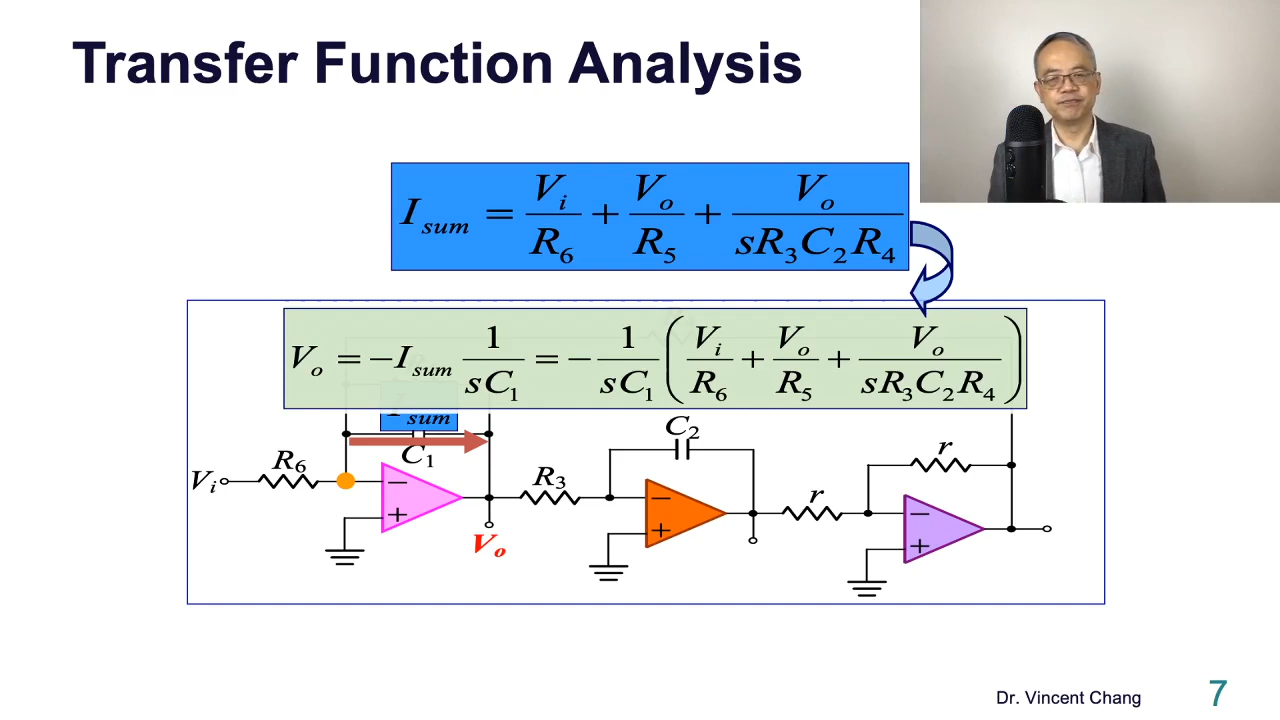 Transfer Function Analysis
I_sum = V_i/R_6 + V_o/R_5 + V_o/(sR_3C_2R_4)
V_o = −I_sum 1/(sC_1) = −1/(sC_1) (V_i/R_6 + V_o/R_5 + V_o/(sR_3C_2R_4))
I_sum
C_1
C_2
V_i
R_6
R_3
r
r
−
+
−
+
−
+
V_o
Dr. Vincent Chang
7